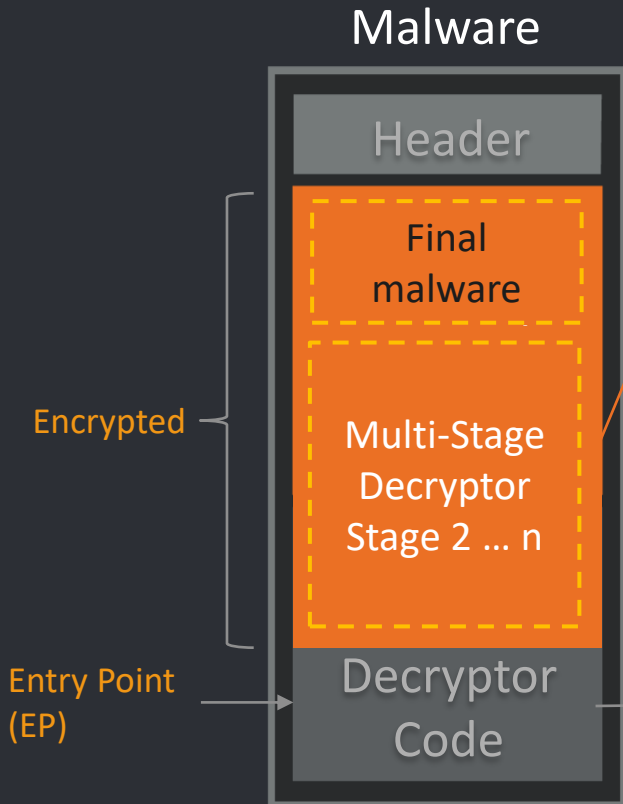 Malware
Header
Final
malware
Encrypted
Multi-Stage
Decryptor
Stage 2 ... n
Entry Point
(EP)
Decryptor
Code